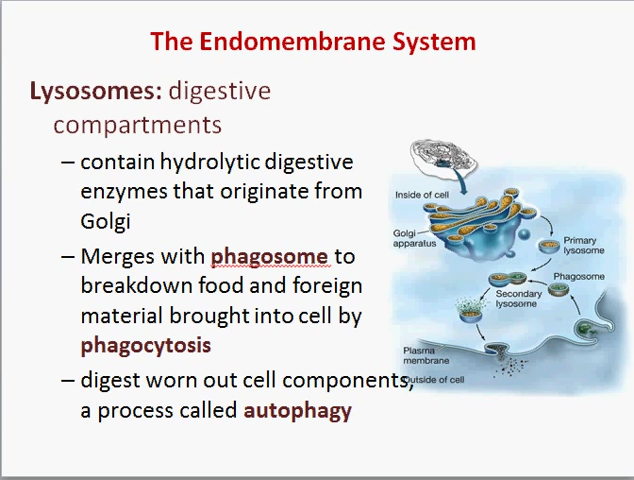 The Endomembrane System
Lysosomes: digestive
compartments
– contain hydrolytic digestive
enzymes that originate from
Golgi
– Merges with phagosome to
breakdown food and foreign
material brought into cell by
phagocytosis
– digest worn out cell components,
a process called autophagy
Inside of cell
Golgi
apparatus
Primary
lysosome
Phagosome
Secondary
lysosome
Plasma
membrane
Outside of cell